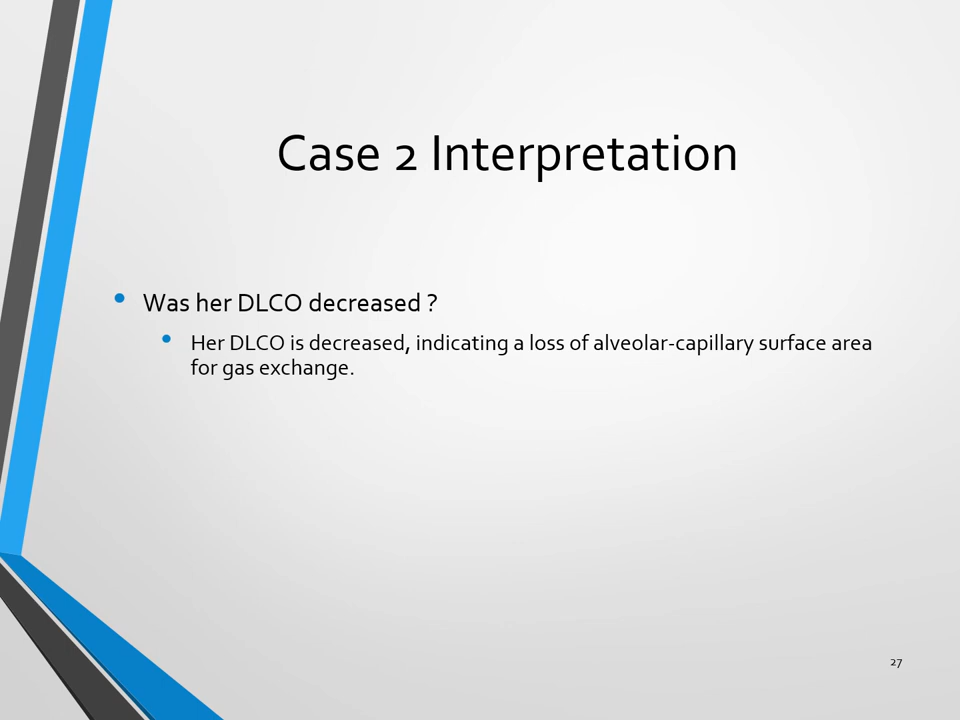 Case 2 Interpretation
• Was her DLCO decreased ?
• Her DLCO is decreased, indicating a loss of alveolar-capillary surface area
for gas exchange.
27